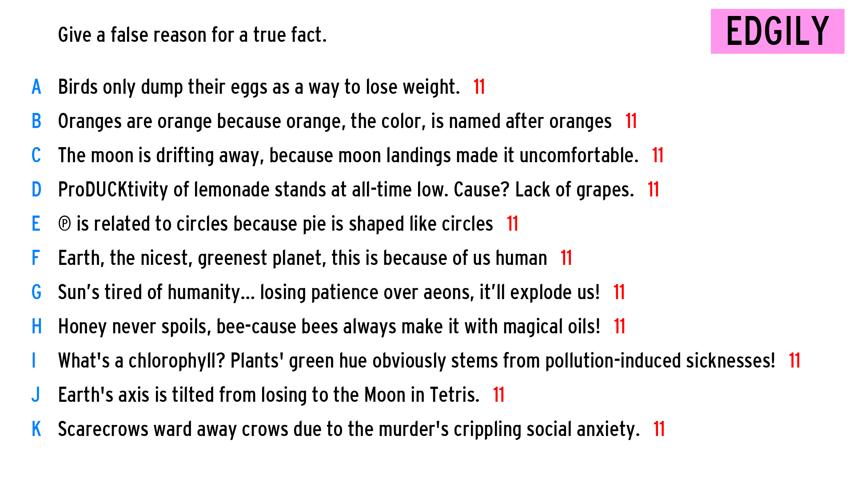 Give a false reason for a true fact.
EDGILY
A Birds only dump their eggs as a way to lose weight. 11
B Oranges are orange because orange, the color, is named after oranges 11
C The moon is drifting away, because moon landings made it uncomfortable. 11
D ProDUCKtivity of lemonade stands at all-time low. Cause? Lack of grapes. 11
E ℗ is related to circles because pie is shaped like circles 11
F Earth, the nicest, greenest planet, this is because of us human 11
G Sun’s tired of humanity... losing patience over aeons, it’ll explode us! 11
H Honey never spoils, bee-cause bees always make it with magical oils! 11
I What's a chlorophyll? Plants' green hue obviously stems from pollution-induced sicknesses! 11
J Earth's axis is tilted from losing to the Moon in Tetris. 11
K Scarecrows ward away crows due to the murder's crippling social anxiety. 11